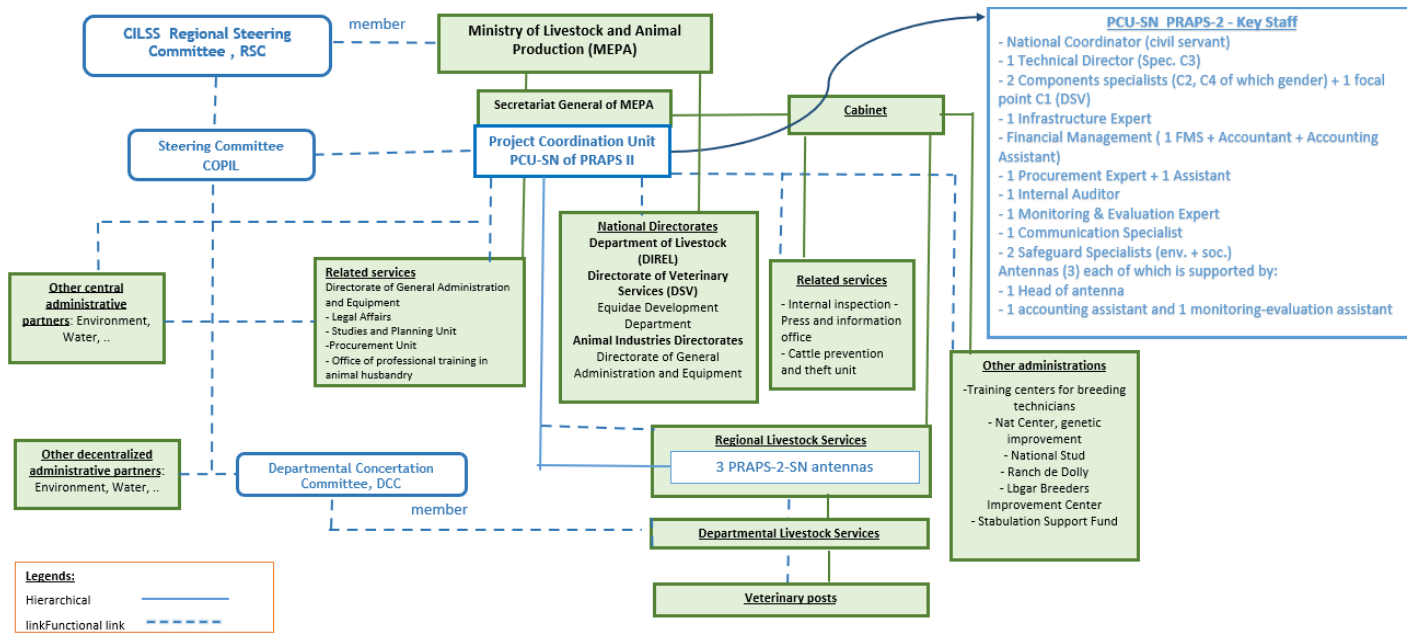 CILSS  Regional Steering
Committee , RSC
member
Ministry of Livestock and Animal
Production (MEPA)
Secretariat General of MEPA
Project Coordination Unit
PCU-SN of PRAPS II
Cabinet
Steering Committee
COPIL
PCU-SN  PRAPS-2 - Key Staff
- National Coordinator (civil servant)
- 1 Technical Director (Spec. C3)
- 2 Components specialists (C2, C4 of which gender) + 1 focal
point C1 (DSV)
- 1 Infrastructure Expert
- Financial Management ( 1 FMS + Accountant + Accounting
Assistant)
- 1 Procurement Expert + 1 Assistant
- 1 Internal Auditor
- 1 Monitoring & Evaluation Expert
- 1 Communication Specialist
- 2 Safeguard Specialists (env. + soc.)
Antennas (3) each of which is supported by:
- 1 Head of antenna
- 1 accounting assistant and 1 monitoring-evaluation assistant
Other central
administrative
partners: Environment,
Water, ..
Related services
Directorate of General Administration
and Equipment
- Legal Affairs
- Studies and Planning Unit
-Procurement Unit
- Office of professional training in
animal husbandry
National Directorates
Department of Livestock
(DIREL)
Directorate of Veterinary
Services (DSV)
Equidae Development
Department
Animal Industries Directorates
Directorate of General
Administration and Equipment
Related services
- Internal inspection -
Press and information
office
- Cattle prevention
and theft unit
Other administrations
-Training centers for breeding
technicians
- Nat Center, genetic
improvement
- National Stud
- Ranch de Dolly
- Lbgar Breeders
Improvement Center
- Stabulation Support Fund
Other decentralized
administrative partners:
Environment, Water, ..
Departmental Concertation
Committee, DCC
member
Regional Livestock Services
3 PRAPS-2-SN antennas
Departmental Livestock Services
Veterinary posts
Legends:
Hierarchical
linkFunctional link